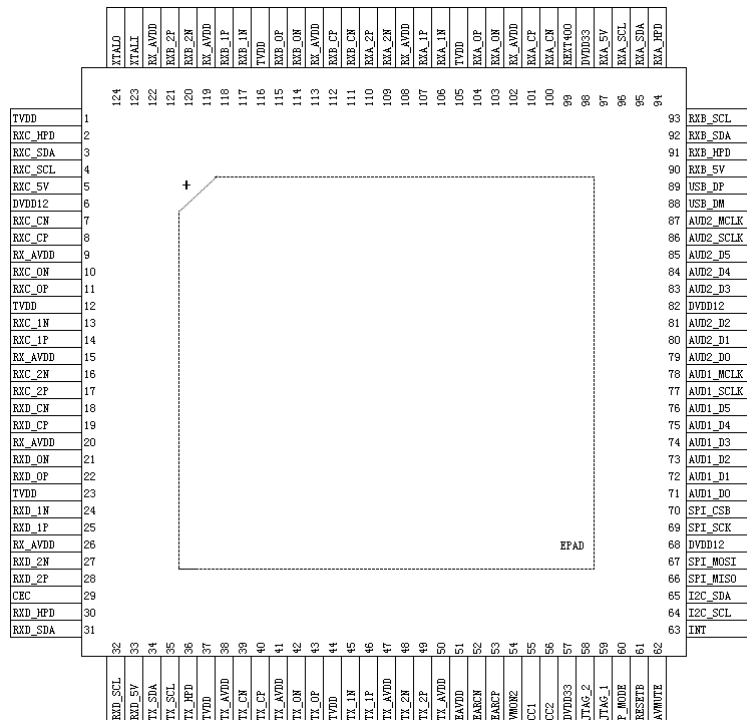 XTALO
XTALI
RX_AVDD
RXB_2P
RXB_2N
RX_AVDD
RXB_1P
RXB_1N
TVDD
RXB_0P
RXB_0N
RX_AVDD
RXB_CP
RXB_CN
RXA_2P
RXA_2N
RX_AVDD
RXA_1P
RXA_1N
TVDD
RXA_0P
RXA_0N
RX_AVDD
RXA_CP
RXA_CN
REXT400
DVDD33
RXA_5V
RXA_SCL
RXA_SDA
RXA_HPD
124 123 122 121 120 119 118 117 116 115 114 113 112 111 110 109 108 107 106 105 104 103 102 101 100 99 98 97 96 95 94
TVDD 1
RXC_HPD 2
RXC_SDA 3
RXC_SCL 4
RXC_5V 5
DVDD12 6
RXC_CN 7
RXC_CP 8
RX_AVDD 9
RXC_0N 10
RXC_0P 11
TVDD 12
RXC_1N 13
RXC_1P 14
RX_AVDD 15
RXC_2N 16
RXC_2P 17
RXD_CN 18
RXD_CP 19
RX_AVDD 20
RXD_0N 21
RXD_0P 22
TVDD 23
RXD_1N 24
RXD_1P 25
RX_AVDD 26
RXD_2N 27
RXD_2P 28
CEC 29
RXD_HPD 30
RXD_SDA 31
+
EPAD
93 RXB_SCL
92 RXB_SDA
91 RXB_HPD
90 RXB_5V
89 USB_DP
88 USB_DM
87 AUD2_MCLK
86 AUD2_SCLK
85 AUD2_D5
84 AUD2_D4
83 AUD2_D3
82 DVDD12
81 AUD2_D2
80 AUD2_D1
79 AUD2_D0
78 AUD1_MCLK
77 AUD1_SCLK
76 AUD1_D5
75 AUD1_D4
74 AUD1_D3
73 AUD1_D2
72 AUD1_D1
71 AUD1_D0
70 SPI_CSB
69 SPI_SCK
68 DVDD12
67 SPI_MOSI
66 SPI_MISO
65 I2C_SDA
64 I2C_SCL
63 INT
32 33 34 35 36 37 38 39 40 41 42 43 44 45 46 47 48 49 50 51 52 53 54 55 56 57 58 59 60 61 62
RXD_SCL
RXD_5V
TX_SDA
TX_SCL
TX_HPD
TVDD
TX_AVDD
TX_CN
TX_CP
TX_AVDD
TX_0N
TX_0P
TVDD
TX_1N
TX_1P
TX_AVDD
TX_2N
TX_2P
TX_AVDD
EAVDD
EARCN
EARCP
VMON2
CC1
CC2
DVDD33
JTAG_2
JTAG_1
_MODE
RESETB
AVMUTE